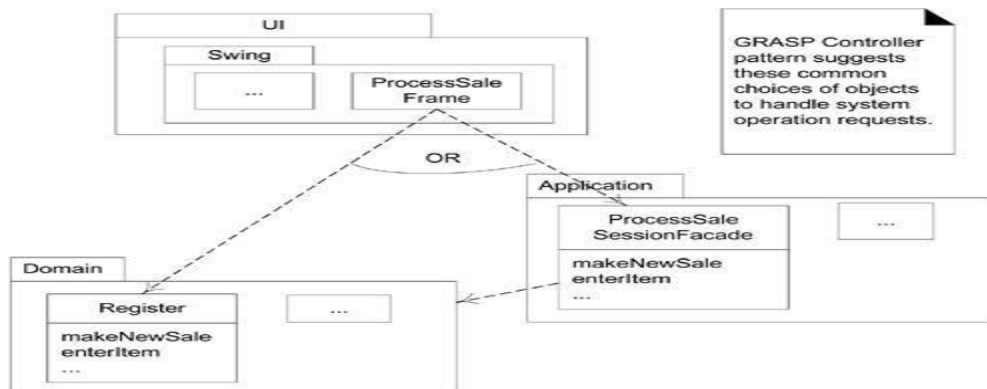 UI
Swing
...
ProcessSale
Frame
GRASP Controller
pattern suggests
these common
choices of objects
to handle system
operation requests.
OR
Application
ProcessSale
SessionFacade
makeNewSale
enterItem
...
...
Domain
Register
makeNewSale
enterItem
...
...